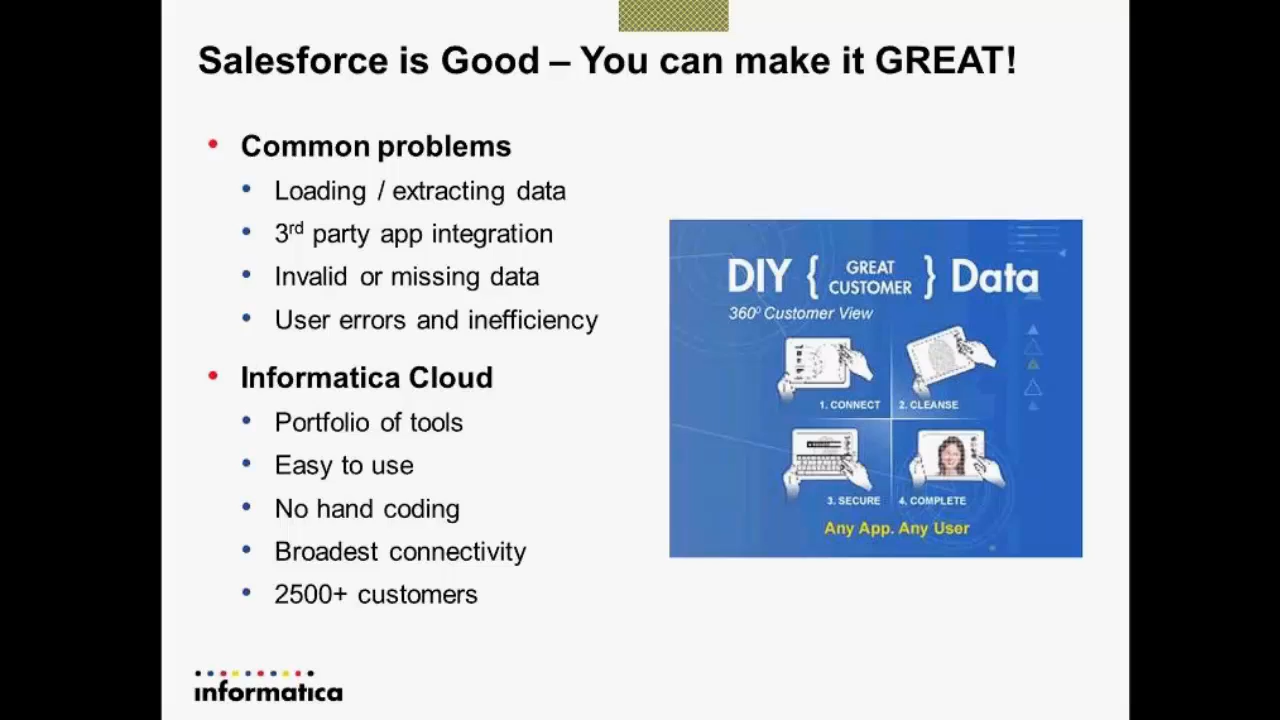 Salesforce is Good – You can make it GREAT!
• Common problems
• Loading / extracting data
• 3rd party app integration
• Invalid or missing data
• User errors and inefficiency
• Informatica Cloud
• Portfolio of tools
• Easy to use
• No hand coding
• Broadest connectivity
• 2500+ customers
DIY { GREAT CUSTOMER } Data
360⁰ Customer View
1. CONNECT 2. CLEANSE
3. SECURE 4. COMPLETE
Any App. Any User
informatica